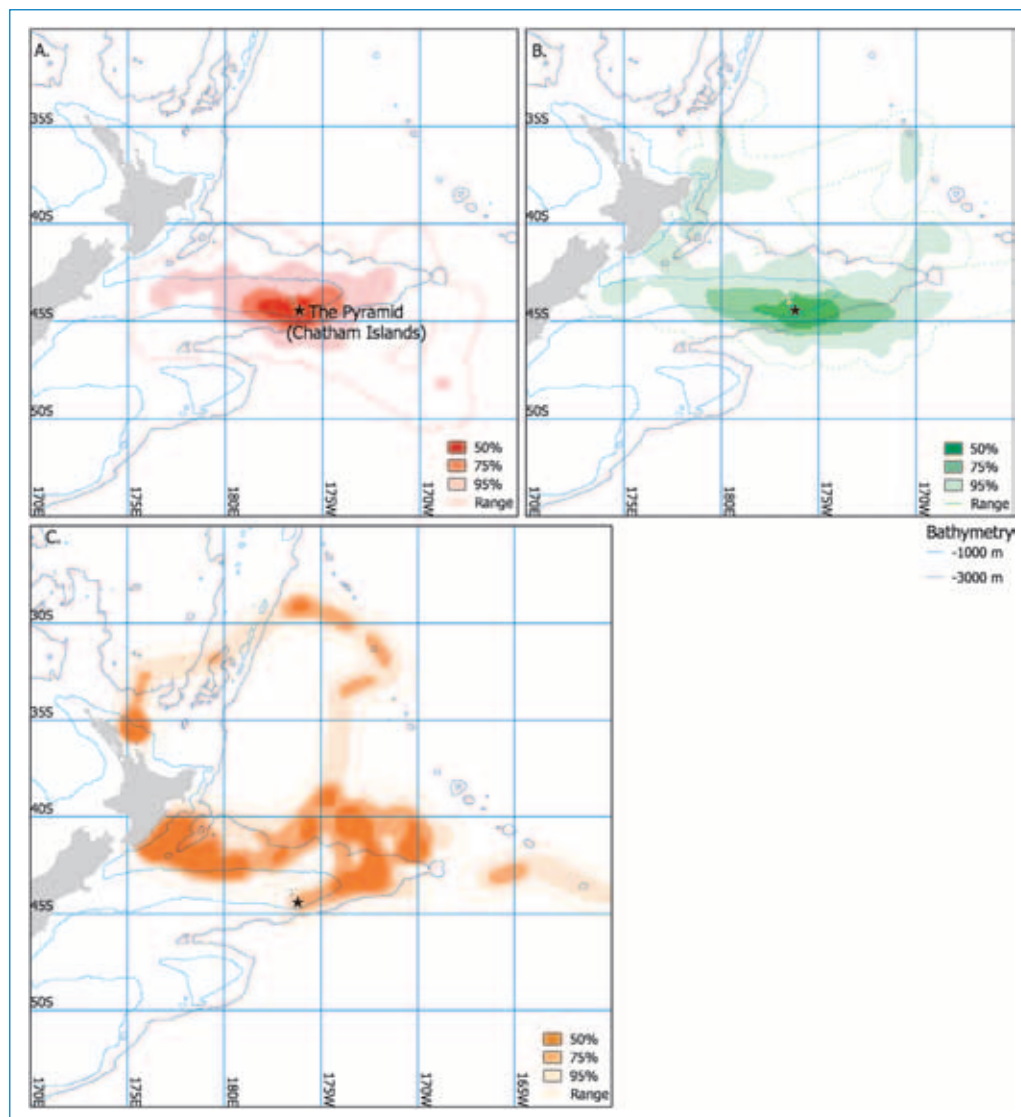 A.
35S
40S
The Pyramid
(Chatham Islands)
45S
50S
50%
75%
95%
Range
170E
175E
180E
175W
170W
B.
35S
40S
45S
50S
50%
75%
95%
Range
170E
175E
180E
175W
170W
Bathymetry
-1000 m
-3000 m
C.
30S
35S
40S
45S
50S
50%
75%
95%
Range
170E
175E
180E
175W
170W
165W